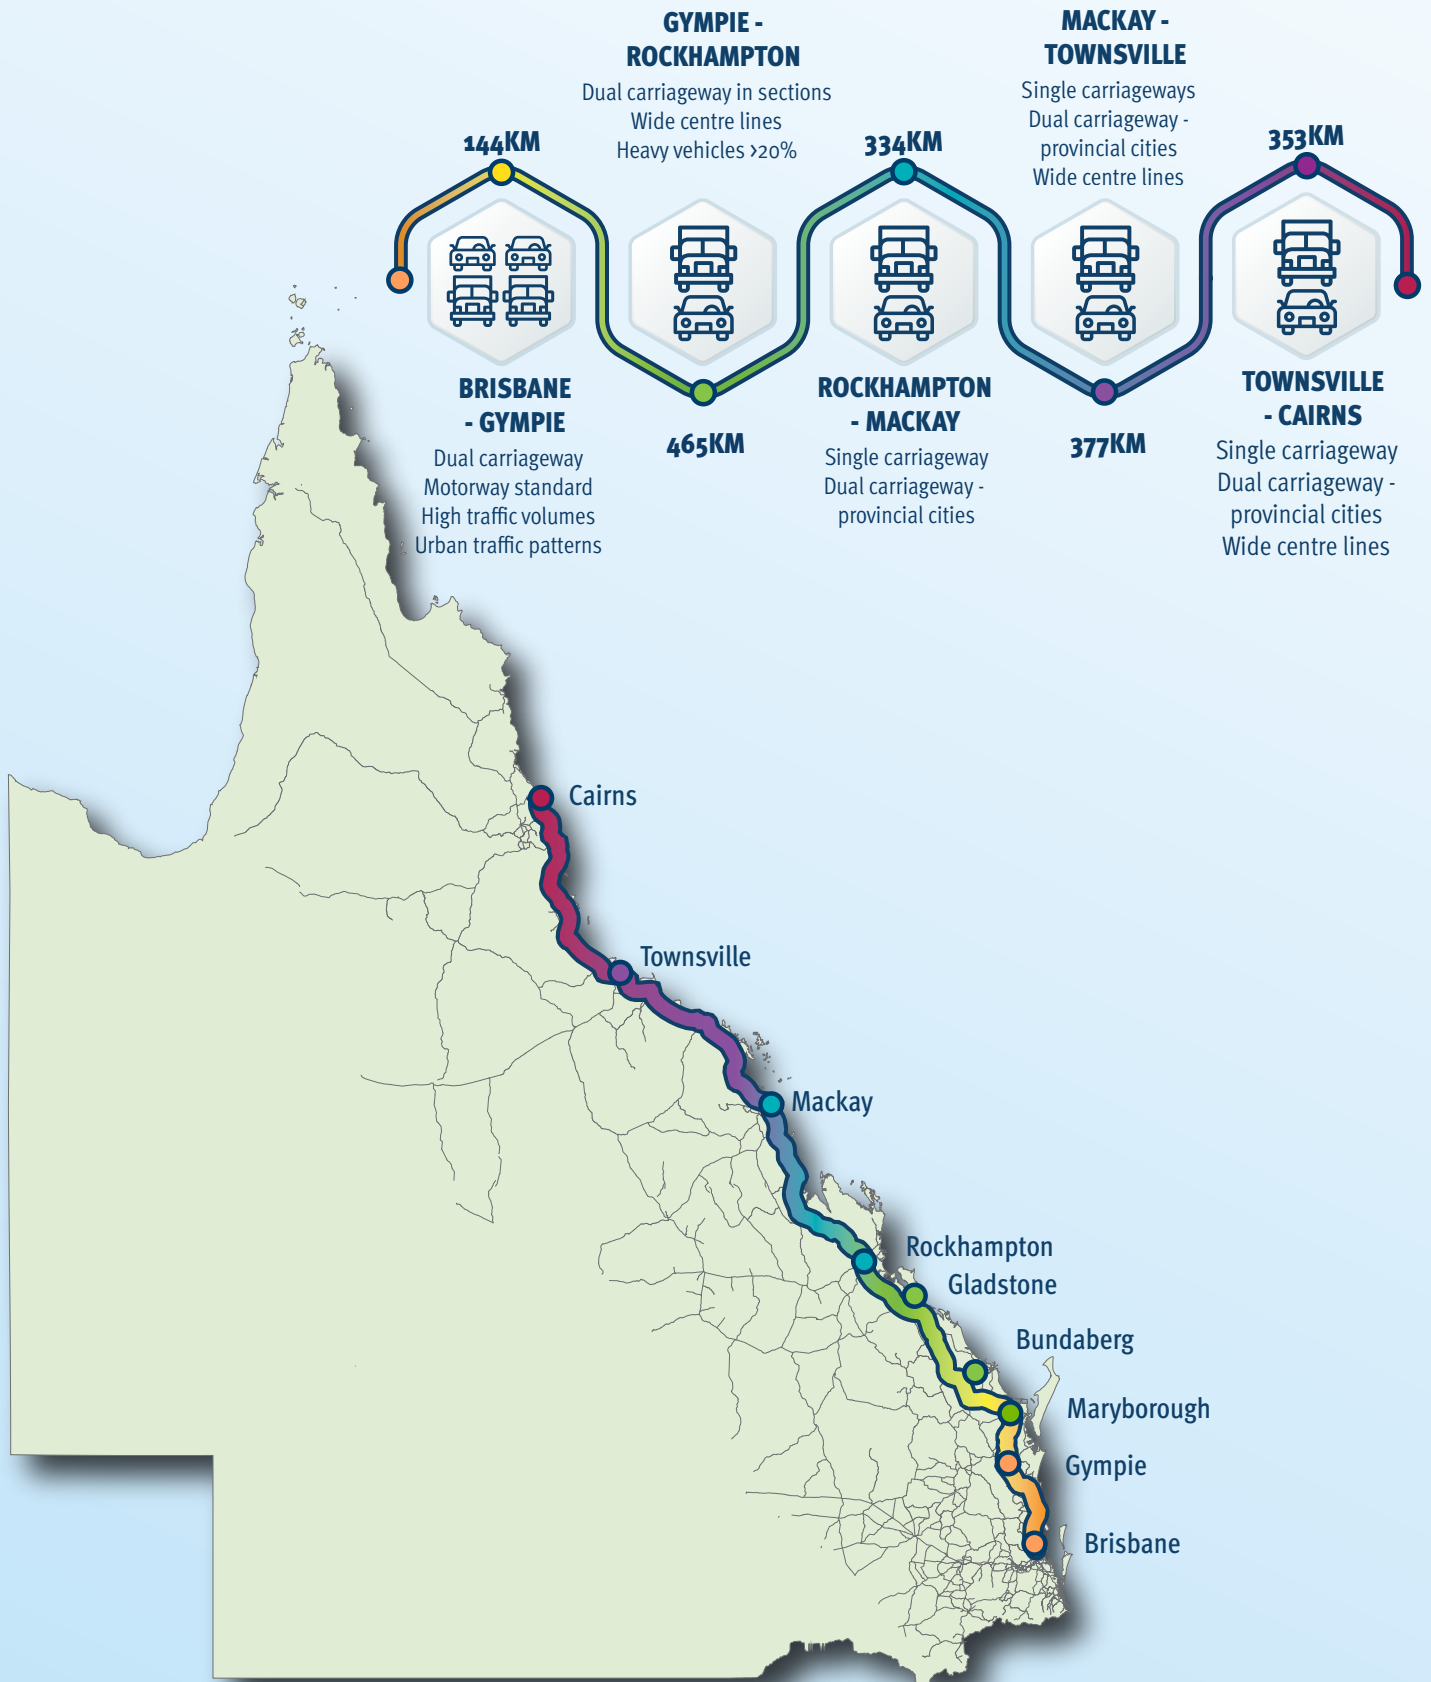 144KM
BRISBANE
- GYMPIE
Dual carriageway
Motorway standard
High traffic volumes
Urban traffic patterns
GYMPIE -
ROCKHAMPTON
Dual carriageway in sections
Wide centre lines
Heavy vehicles >20%
465KM
334KM
ROCKHAMPTON
- MACKAY
Single carriageway
Dual carriageway -
provincial cities
MACKAY -
TOWNSVILLE
Single carriageways
Dual carriageway -
provincial cities
Wide centre lines
377KM
353KM
TOWNSVILLE
- CAIRNS
Single carriageway
Dual carriageway -
provincial cities
Wide centre lines
Cairns
Townsville
Mackay
Rockhampton
Gladstone
Bundaberg
Maryborough
Gympie
Brisbane